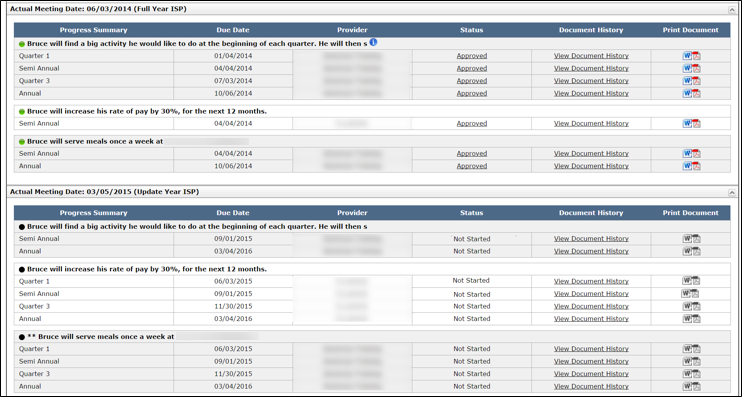 Actual Meeting Date: 06/03/2014 (Full Year ISP)
Progress Summary Due Date Provider Status Document History Print Document
Bruce will find a big activity he would like to do at the beginning of each quarter. He will then s
Quarter 1 01/04/2014 Approved View Document History
Semi Annual 04/04/2014 Approved View Document History
Quarter 3 07/03/2014 Approved View Document History
Annual 10/06/2014 Approved View Document History
Bruce will increase his rate of pay by 30%, for the next 12 months.
Semi Annual 04/04/2014 Approved View Document History
Bruce will serve meals once a week at
Semi Annual 04/04/2014 Approved View Document History
Annual 10/06/2014 Approved View Document History
Actual Meeting Date: 03/05/2015 (Update Year ISP)
Progress Summary Due Date Provider Status Document History Print Document
Bruce will find a big activity he would like to do at the beginning of each quarter. He will then s
Semi Annual 09/01/2015 Not Started View Document History
Annual 03/04/2016 Not Started View Document History
Bruce will increase his rate of pay by 30%, for the next 12 months.
Quarter 1 06/03/2015 Not Started View Document History
Semi Annual 09/01/2015 Not Started View Document History
Quarter 3 11/30/2015 Not Started View Document History
Annual 03/04/2016 Not Started View Document History
** Bruce will serve meals once a week at
Quarter 1 06/03/2015 Not Started View Document History
Semi Annual 09/01/2015 Not Started View Document History
Quarter 3 11/30/2015 Not Started View Document History
Annual 03/04/2016 Not Started View Document History